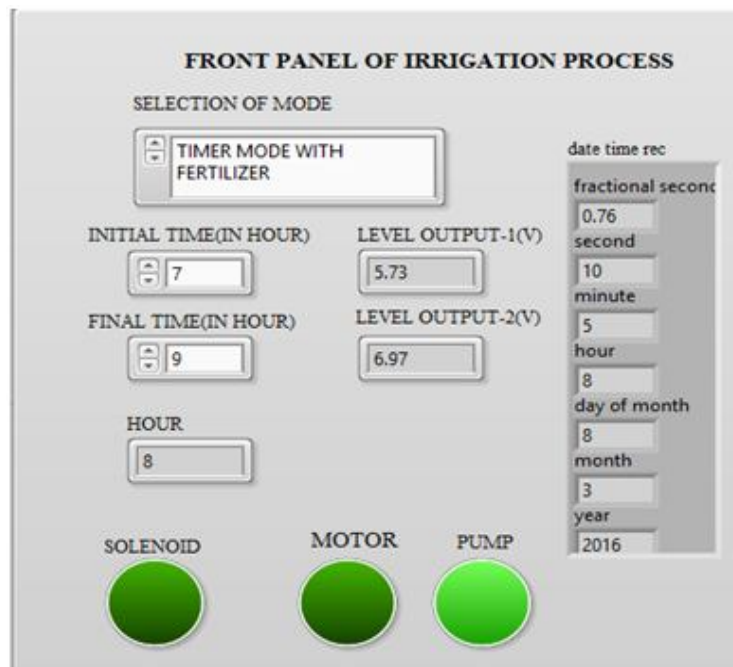 FRONT PANEL OF IRRIGATION PROCESS
SELECTION OF MODE
TIMER MODE WITH
FERTILIZER
INITIAL TIME(IN HOUR)
7
LEVEL OUTPUT-1(V)
5.73
FINAL TIME(IN HOUR)
9
LEVEL OUTPUT-2(V)
6.97
HOUR
8
date time rec
fractional second
0.76
second
10
minute
5
hour
8
day of month
8
month
3
year
2016
SOLENOID
MOTOR
PUMP